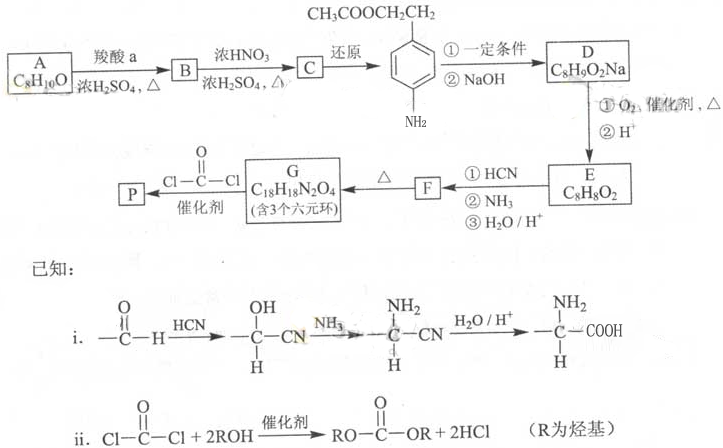 CH₃COOCH₂CH₂
A
C₈H₁₀O
羧酸 a
浓H₂SO₄, △
B
浓HNO₃
浓H₂SO₄, △
C
还原
NH₂
① 一定条件
② NaOH
D
C₈H₉O₂Na
① O₂, 催化剂, △
② H⁺
E
C₈H₈O₂
① HCN
② NH₃
③ H₂O / H⁺
F
△
G
C₁₈H₁₈N₂O₄
(含3个六元环)
O
Cl—C—Cl
催化剂
P
已知:
i. O —C—H HCN OH —C—CN H NH₃ NH₂ —C—CN H H₂O / H⁺ NH₂ —C—COOH H
ii. Cl—C(O)—Cl + 2ROH 催化剂 RO—C(O)—OR + 2HCl (R为烃基)